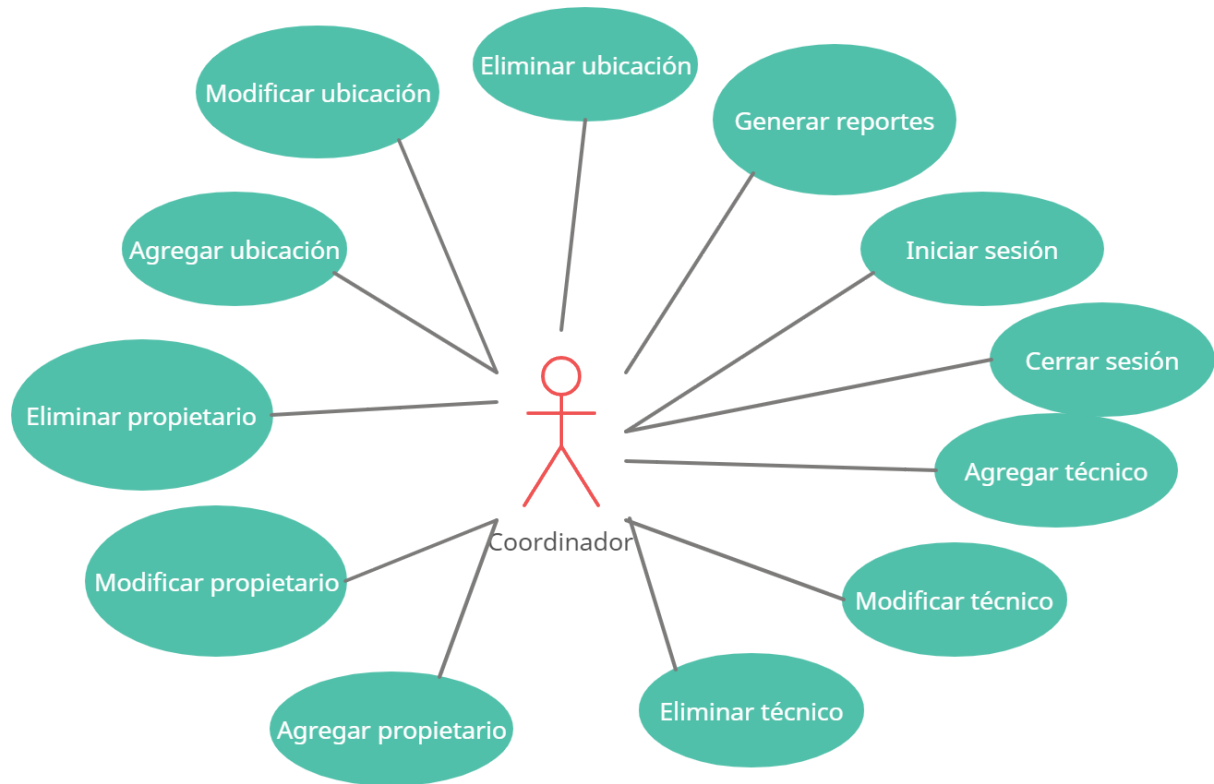 Eliminar ubicación
Modificar ubicación
Generar reportes
Agregar ubicación
Iniciar sesión
Cerrar sesión
Eliminar propietario
Agregar técnico
Coordinador
Modificar propietario
Modificar técnico
Eliminar técnico
Agregar propietario